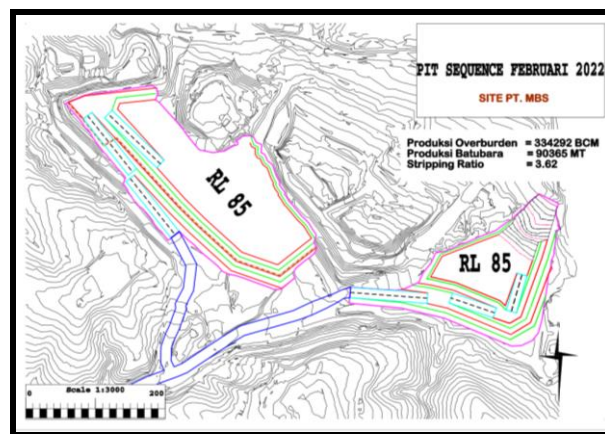 PIT SEQUENCE FEBRUARI 2022
SITE PT. MBS
Produksi Overburden = 334292 BCM
Produksi Batubara = 90365 MT
Stripping Ratio = 3.62
RL 85
RL 85
Scale 1:3000
0 200